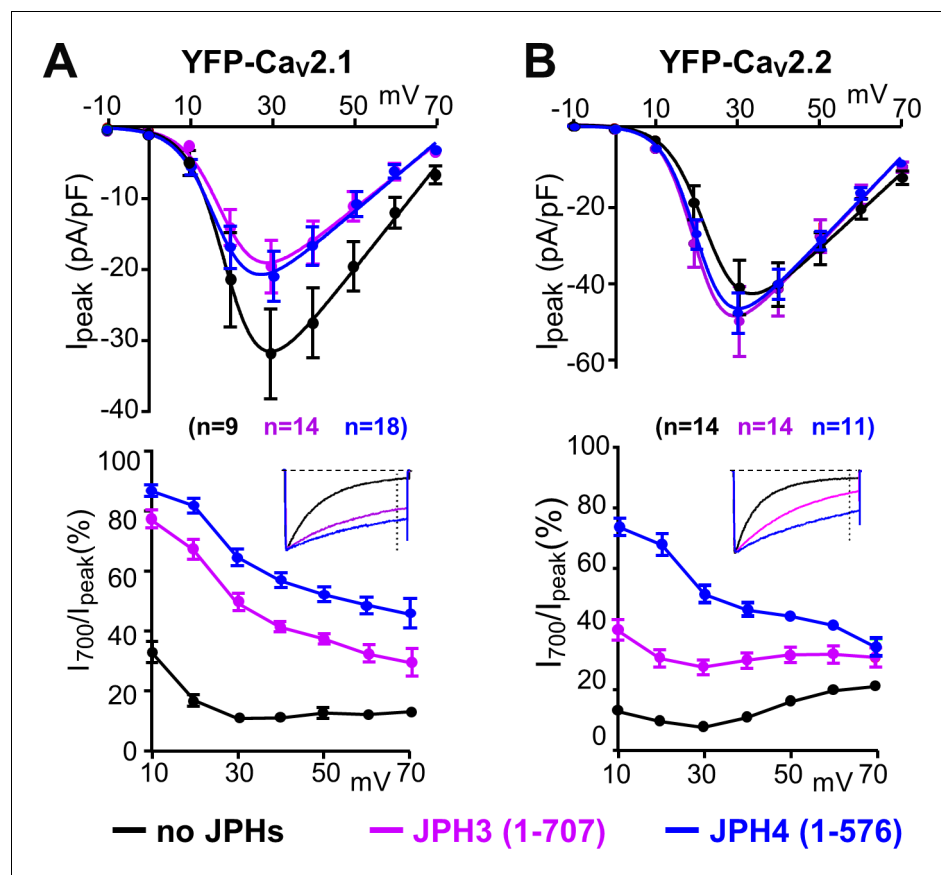 A
YFP-CaV2.1
mV
-10 10 30 50 70
-10
-20
-30
-40
Ipeak (pA/pF)
(n=9 n=14 n=18)
100
80
60
40
20
0
I700/Ipeak(%)
10 30 50 mV 70
B
YFP-CaV2.2
mV
-10 10 30 50 70
-20
-40
-60
Ipeak (pA/pF)
(n=14 n=14 n=11)
100
80
60
40
20
0
I700/Ipeak(%)
10 30 50 mV 70
no JPHs JPH3 (1-707) JPH4 (1-576)